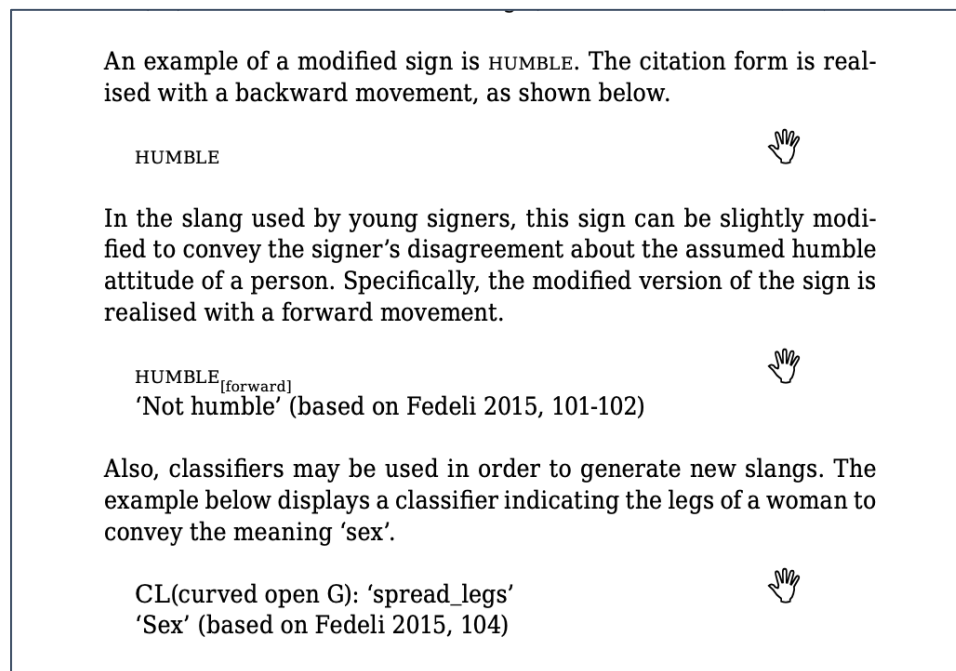 An example of a modified sign is HUMBLE. The citation form is real-
ised with a backward movement, as shown below.
HUMBLE
In the slang used by young signers, this sign can be slightly modi-
fied to convey the signer’s disagreement about the assumed humble
attitude of a person. Specifically, the modified version of the sign is
realised with a forward movement.
HUMBLE[forward]
‘Not humble’ (based on Fedeli 2015, 101-102)
Also, classifiers may be used in order to generate new slangs. The
example below displays a classifier indicating the legs of a woman to
convey the meaning ‘sex’.
CL(curved open G): ‘spread_legs’
‘Sex’ (based on Fedeli 2015, 104)